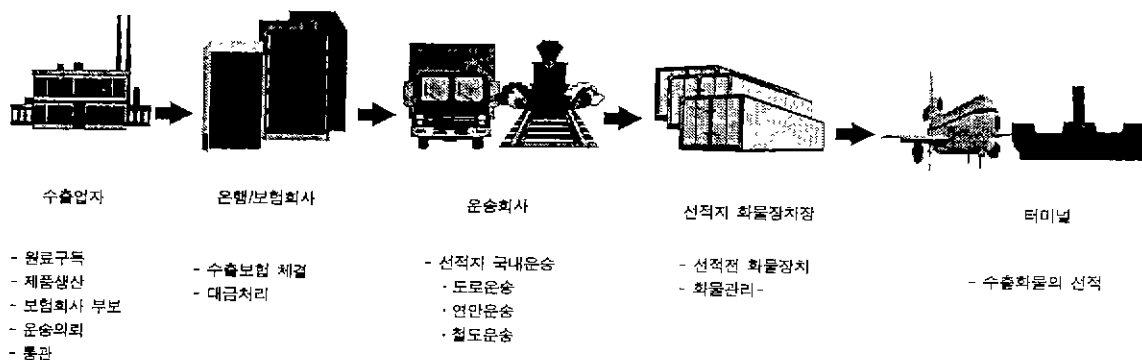 수출업자
- 원료구득
- 제품생산
- 보험회사 부보
- 운송의뢰
- 통관
은행/보험회사
- 수출보험 체결
- 대금처리
운송회사
- 선적지 국내운송
· 도로운송
· 연안운송
· 철도운송
선적지 화물장치장
- 선적전 화물장치
- 화물관리-
터미널
- 수출화물의 선적